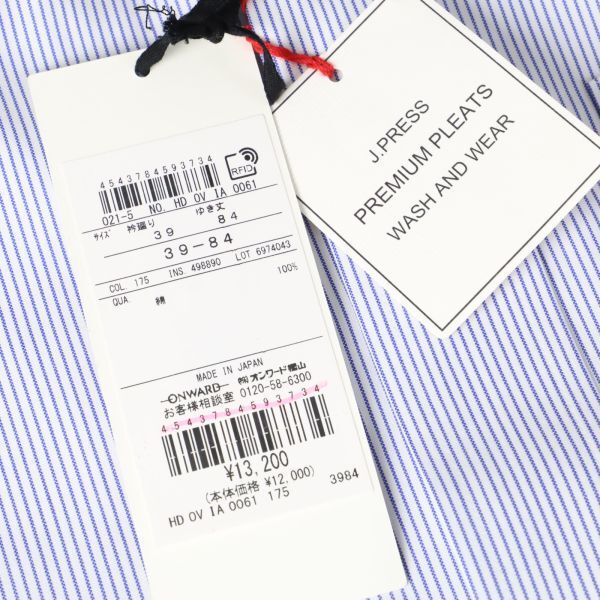 4543784593734
RFID
021-5 NO. HD OV IA 0061
サイズ 衿廻り ゆき丈
39 84
39-84
COL. 175 INS. 498890 LOT 6974043
QUA. 綿 100%
MADE IN JAPAN
ONWARD ㈱オンワード樫山
お客様相談室 0120-58-6300
4543784593734
¥13,200
(本体価格 ¥12,000)
HD OV IA 0061 175 3984
J.PRESS
PREMIUM PLEATS
WASH AND WEAR